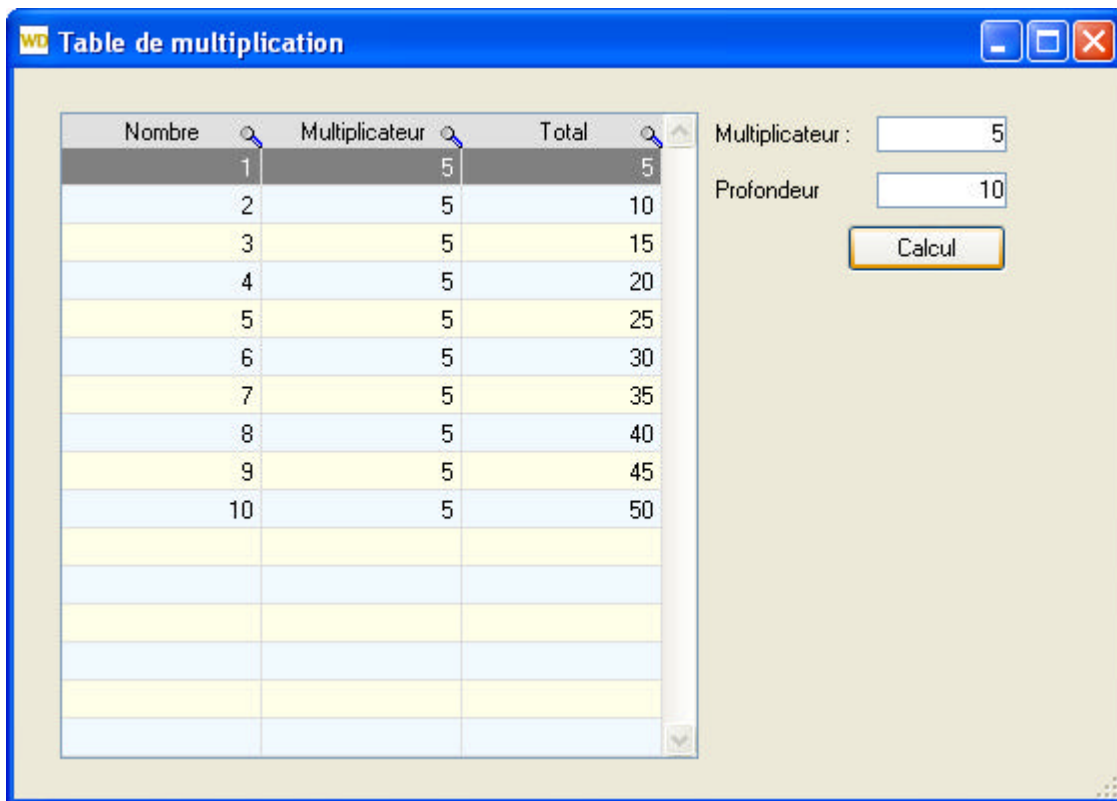 WD Table de multiplication
Nombre Multiplicateur Total
1 5 5
2 5 10
3 5 15
4 5 20
5 5 25
6 5 30
7 5 35
8 5 40
9 5 45
10 5 50
Multiplicateur : 5
Profondeur 10
Calcul